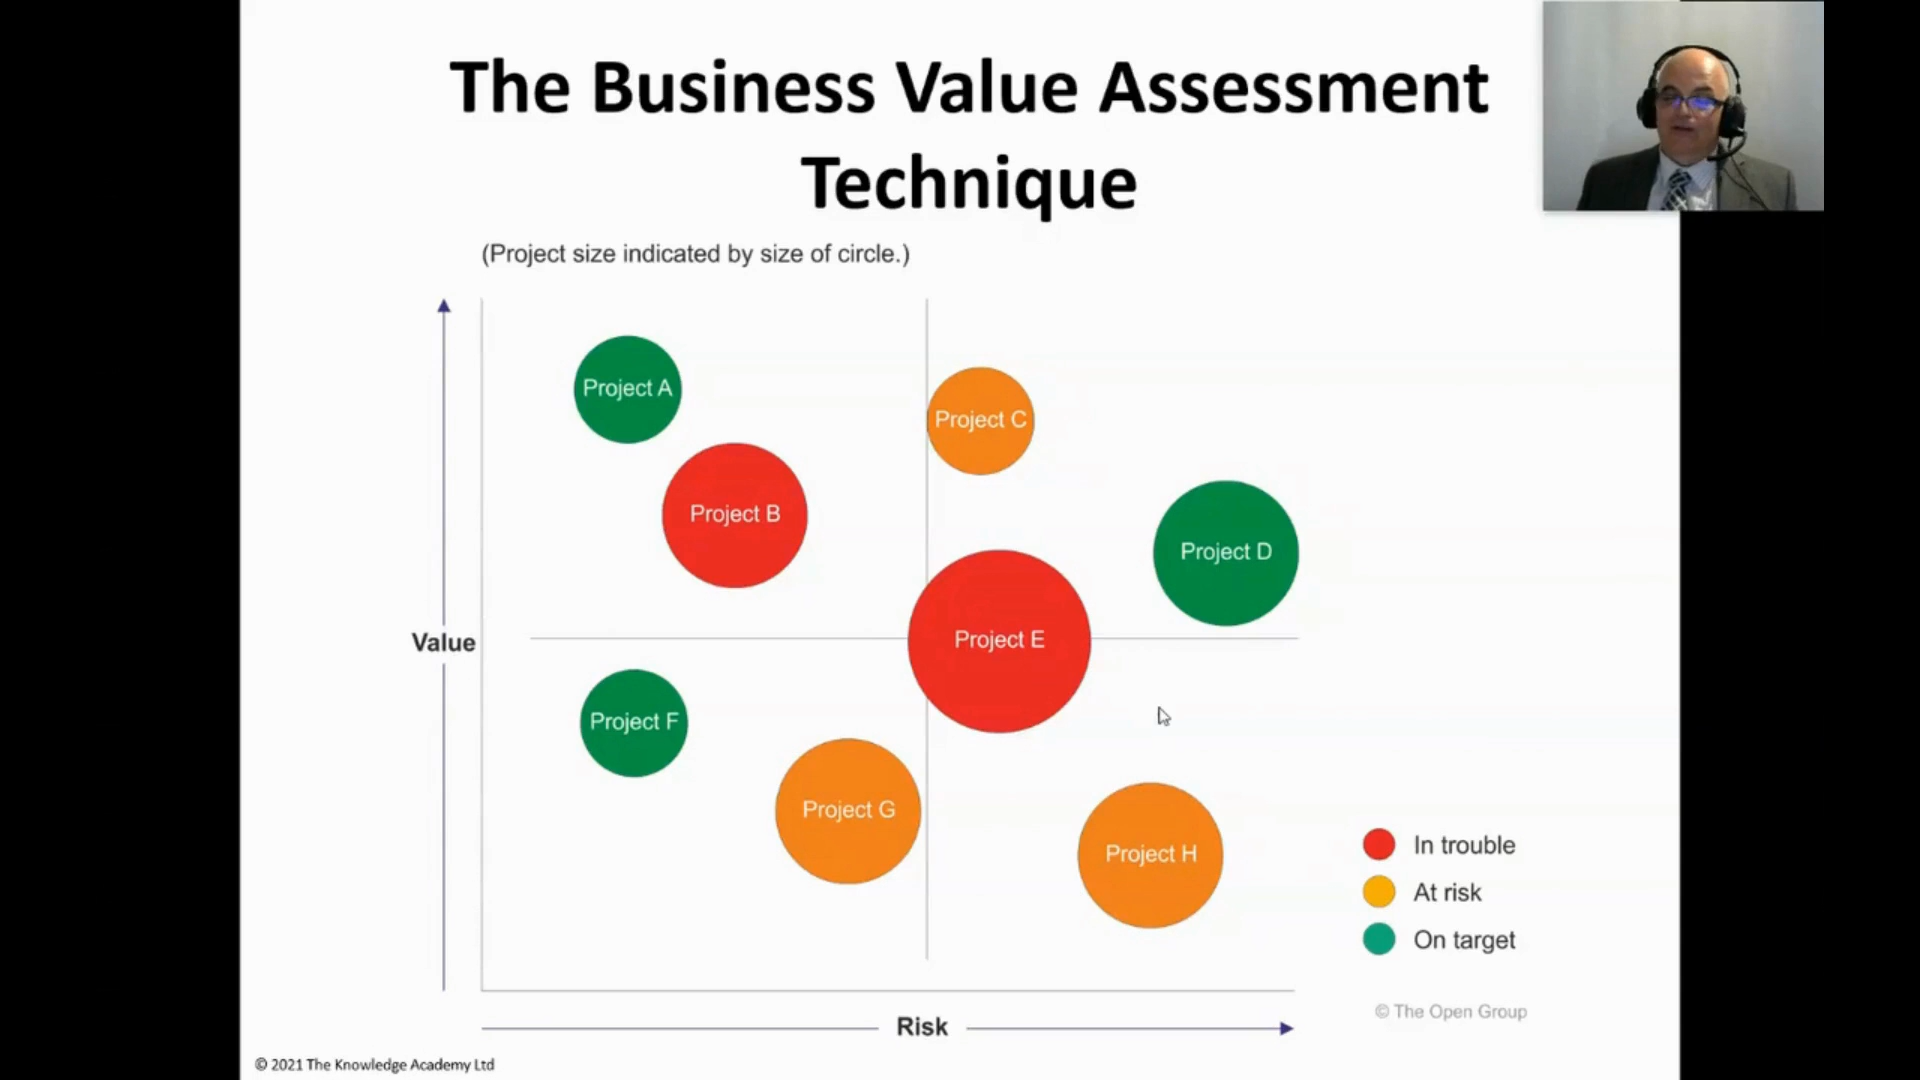 The Business Value Assessment
Technique
(Project size indicated by size of circle.)
Project A
Project C
Project B
Project D
Value
Project E
Project F
Project G
Project H
In trouble
At risk
On target
© The Open Group
Risk
© 2021 The Knowledge Academy Ltd